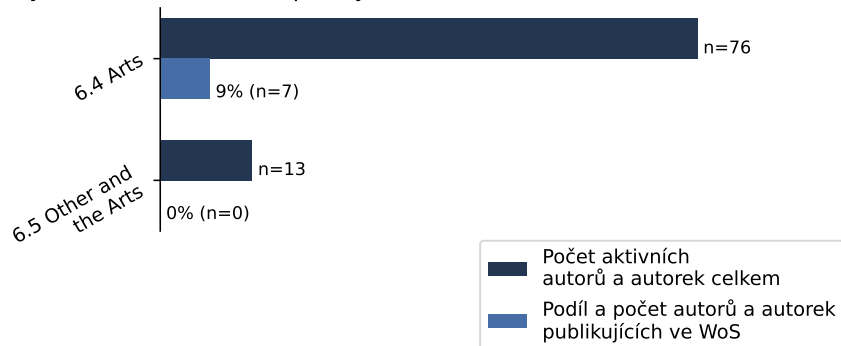 n=76
6.4 Arts
9% (n=7)
n=13
6.5 Other and
the Arts
0% (n=0)
Počet aktivních
autorů a autorek celkem
Podíl a počet autorů a autorek
publikujících ve WoS